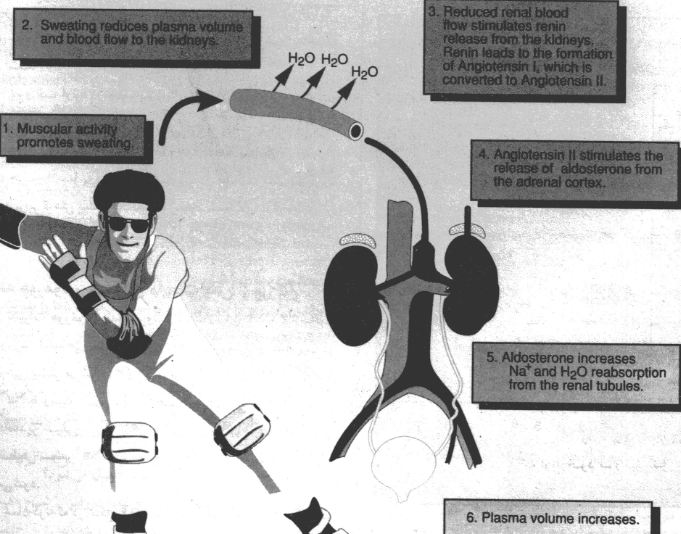 1. Muscular activity
promotes sweating.
2. Sweating reduces plasma volume
and blood flow to the kidneys.
H2O H2O
H2O
3. Reduced renal blood
flow stimulates renin
release from the kidneys.
Renin leads to the formation
of Angiotensin I, which is
converted to Angiotensin II.
4. Angiotensin II stimulates the
release of aldosterone from
the adrenal cortex.
5. Aldosterone increases
Na+ and H2O reabsorption
from the renal tubules.
6. Plasma volume increases.